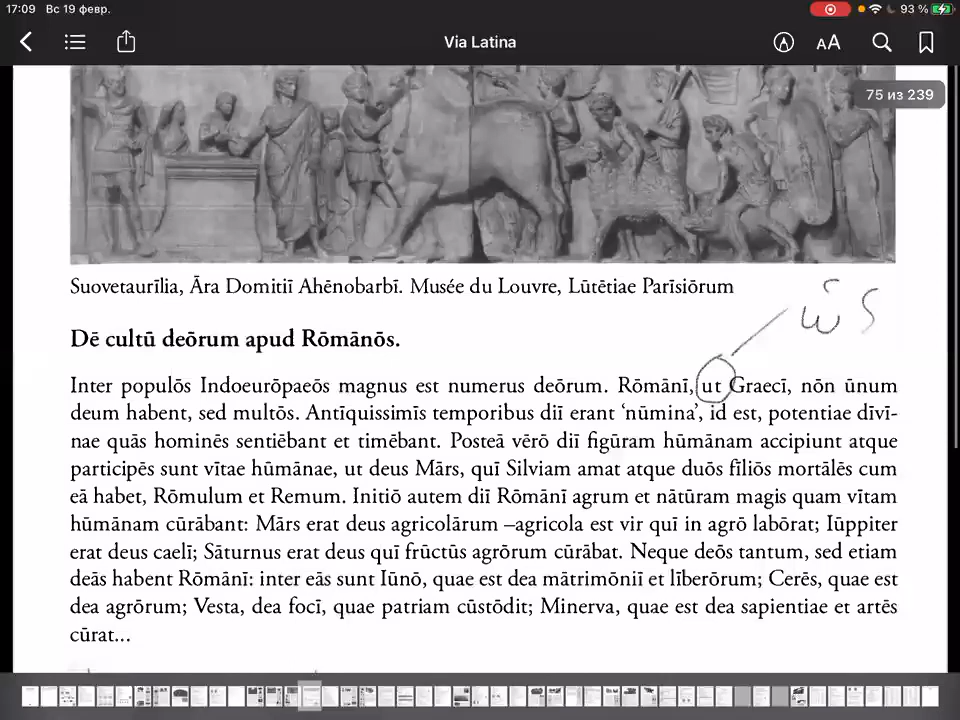 17:09 Вс 19 февр. 93 %
Via Latina
AA
75 из 239
Suovetaurīlia, Āra Domitiī Ahēnobarbī. Musée du Louvre, Lūtētiae Parīsiōrum
Dē cultū deōrum apud Rōmānōs.
Inter populōs Indoeurōpaeōs magnus est numerus deōrum. Rōmānī, ut Graecī, nōn ūnum
deum habent, sed multōs. Antīquissimīs temporibus diī erant ‘nūmina’, id est, potentiae dīvī-
nae quās hominēs sentiēbant et timēbant. Posteā vērō diī figūram hūmānam accipiunt atque
participēs sunt vītae hūmānae, ut deus Mārs, quī Silviam amat atque duōs fīliōs mortālēs cum
eā habet, Rōmulum et Remum. Initiō autem diī Rōmānī agrum et nātūram magis quam vītam
hūmānam cūrābant: Mārs erat deus agricolārum –agricola est vir quī in agrō labōrat; Iūppiter
erat deus caelī; Sāturnus erat deus quī frūctūs agrōrum cūrābat. Neque deōs tantum, sed etiam
deās habent Rōmānī: inter eās sunt Iūnō, quae est dea mātrimōniī et līberōrum; Cerēs, quae est
dea agrōrum; Vesta, dea focī, quae patriam cūstōdit; Minerva, quae est dea sapientiae et artēs
cūrat...